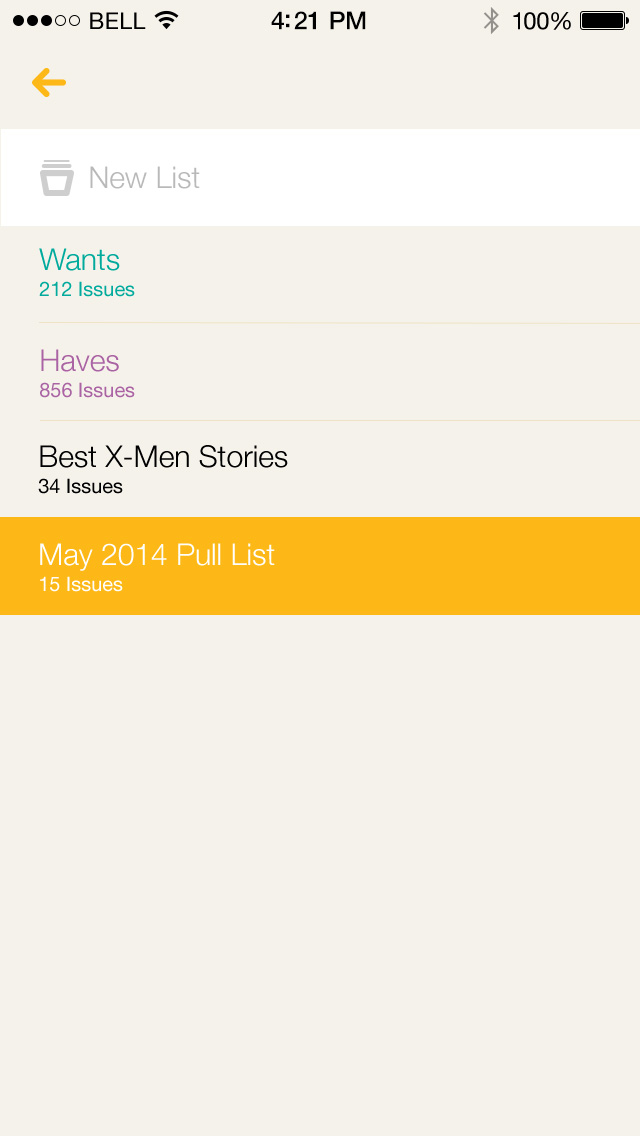 BELL 4:21 PM 100%
New List
Wants
212 Issues
Haves
856 Issues
Best X-Men Stories
34 Issues
May 2014 Pull List
15 Issues